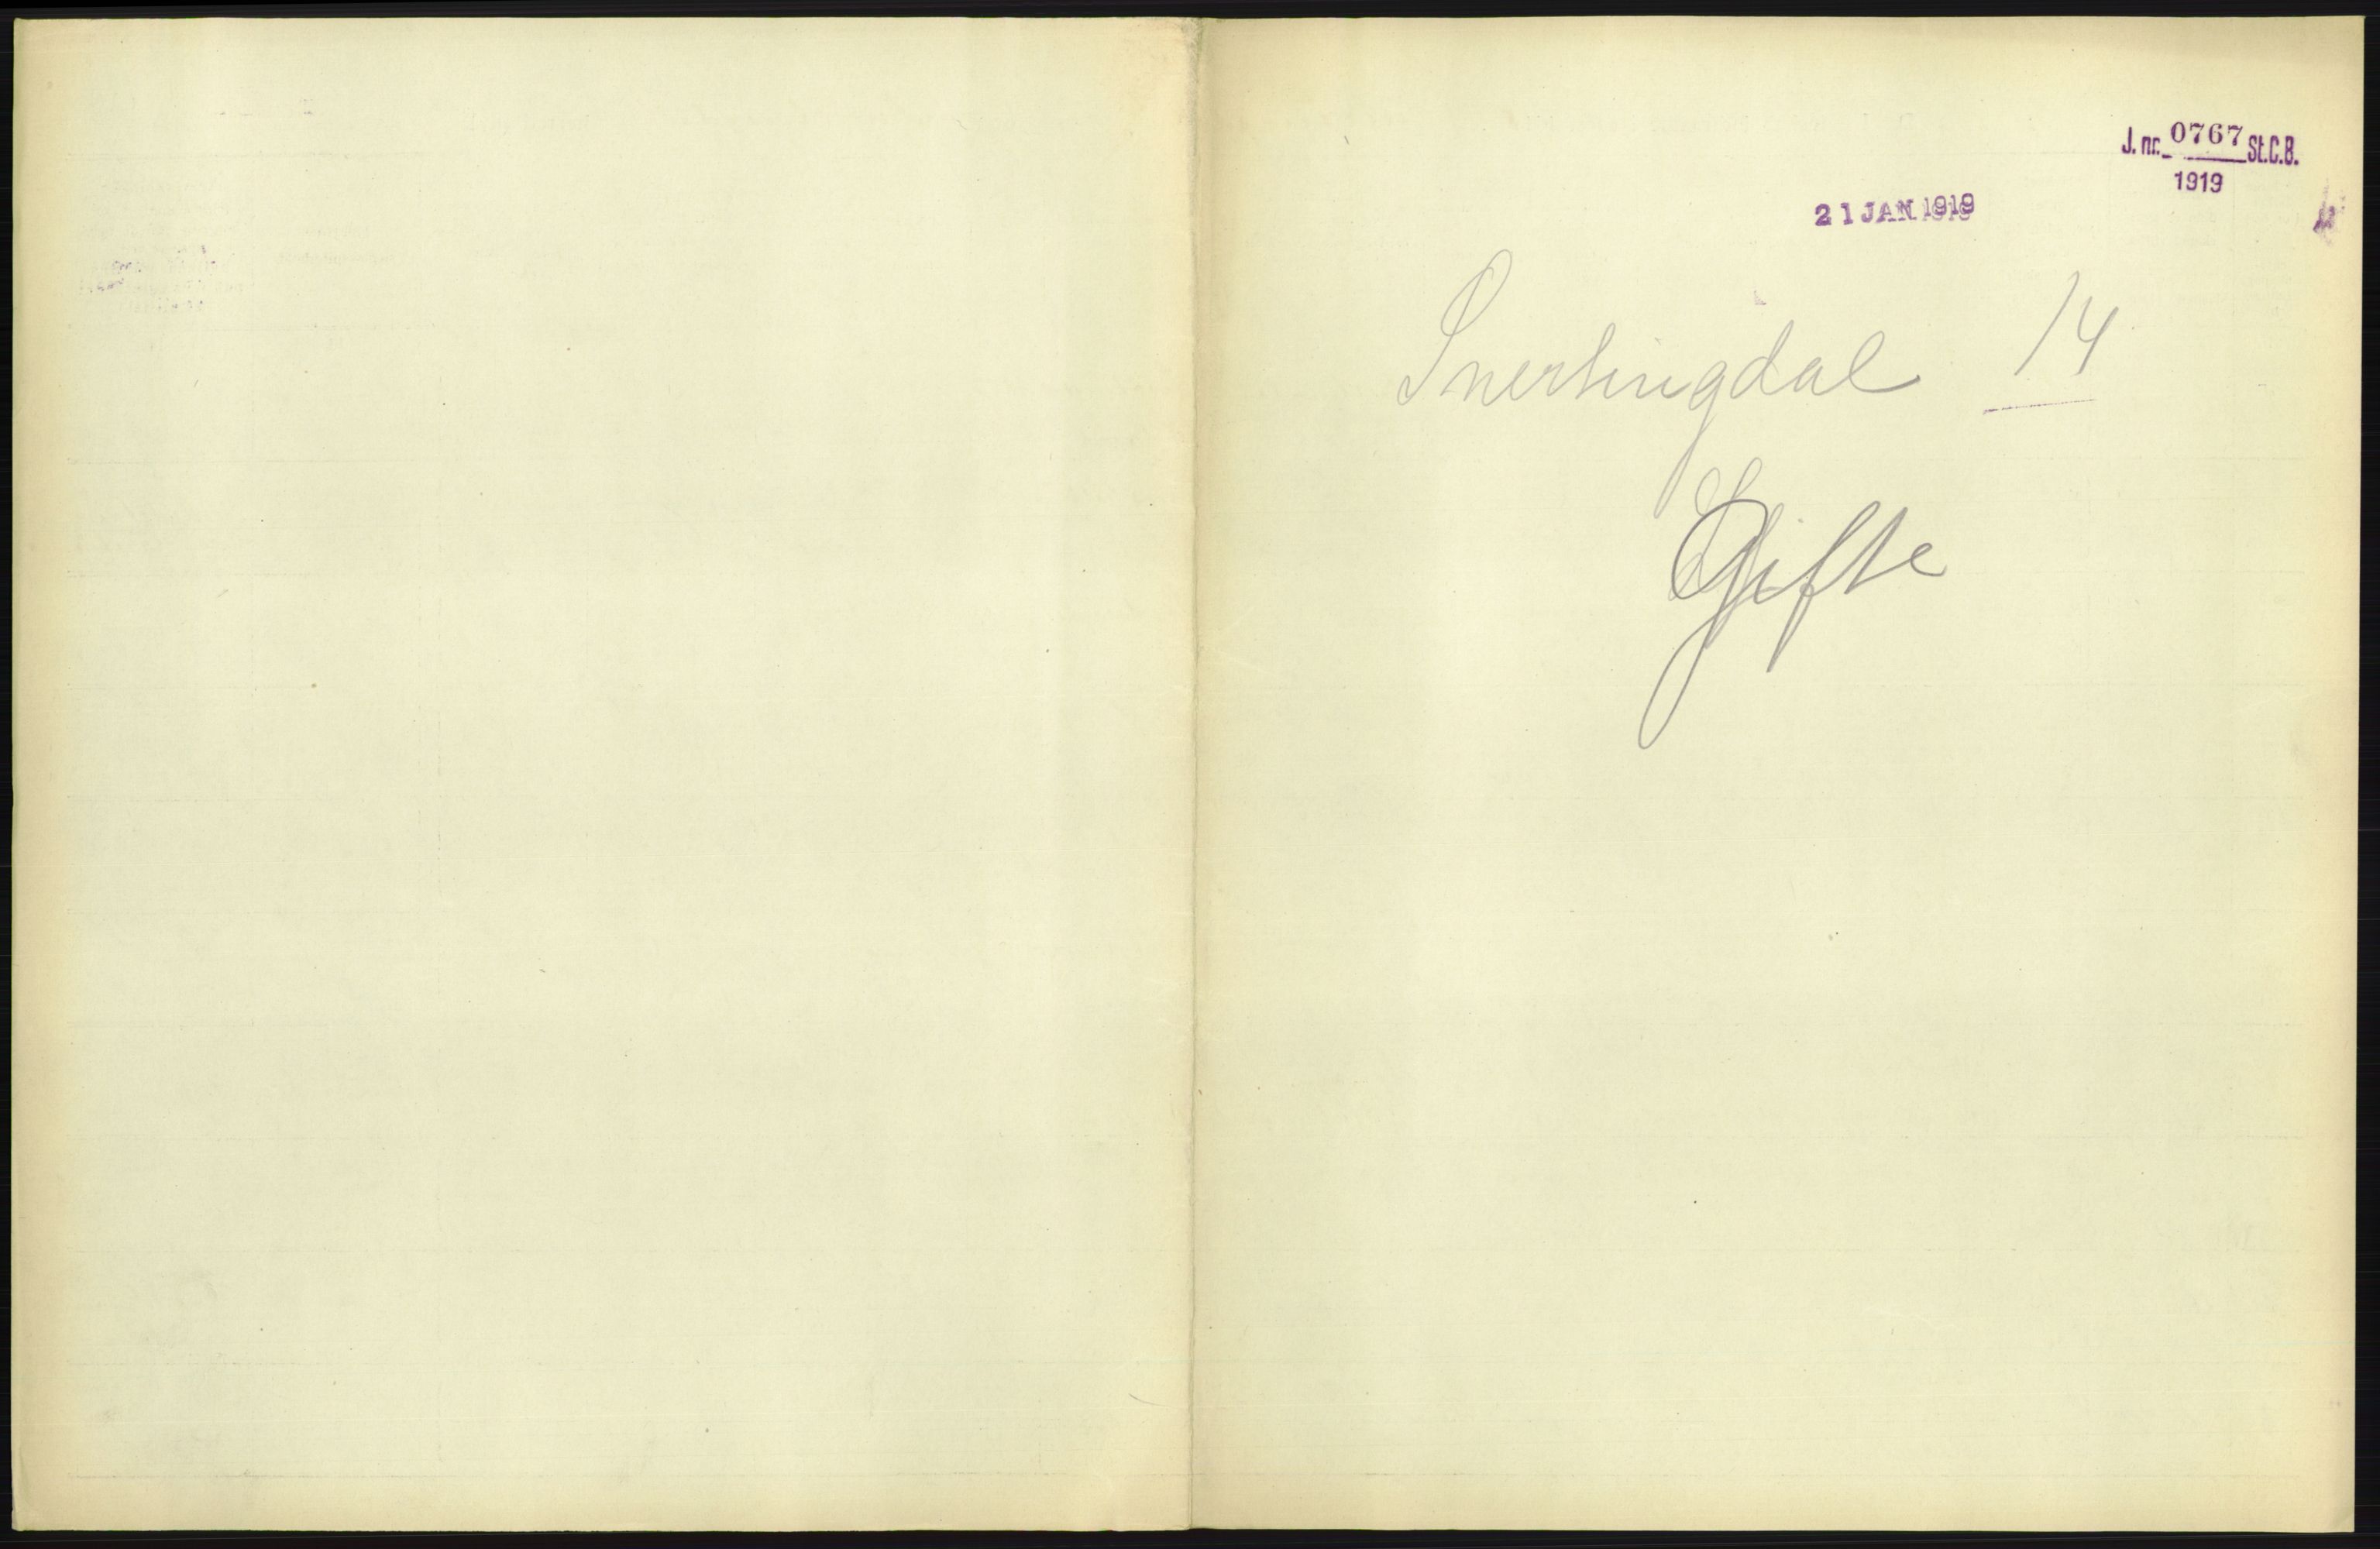 J. nr. 0767 St.C.B.
1919
21 JAN 1919
Snertingdal 14
Gifte